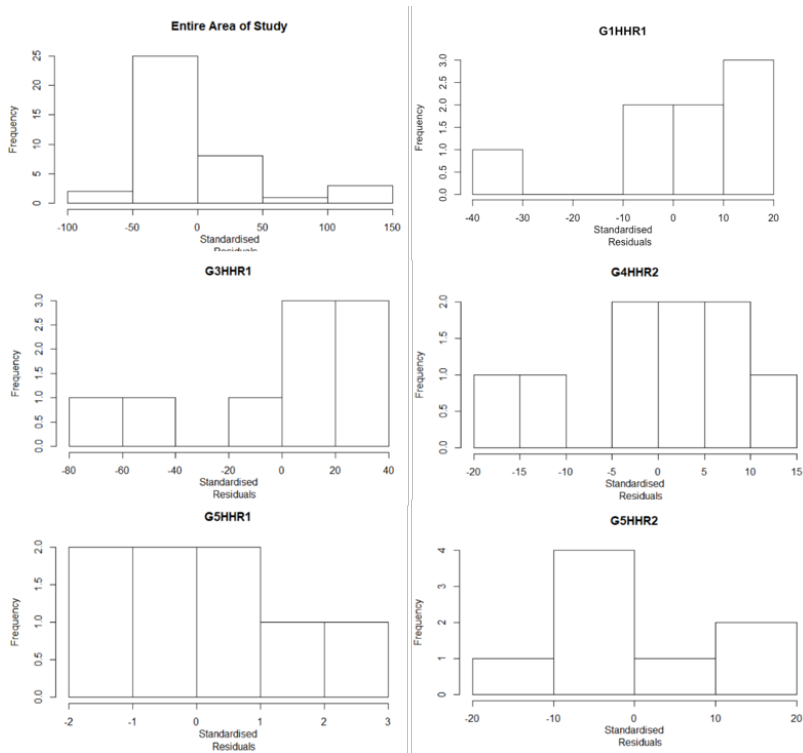 Entire Area of Study
Frequency
25
20
15
10
5
0
-100 -50 0 50 100 150
Standardised
Residuals
G1HHR1
Frequency
3.0
2.5
2.0
1.5
1.0
0.5
0.0
-40 -30 -20 -10 0 10 20
Standardised
Residuals
G3HHR1
Frequency
3.0
2.5
2.0
1.5
1.0
0.5
0.0
-80 -60 -40 -20 0 20 40
Standardised
Residuals
G4HHR2
Frequency
2.0
1.5
1.0
0.5
0.0
-20 -15 -10 -5 0 5 10 15
Standardised
Residuals
G5HHR1
Frequency
2.0
1.5
1.0
0.5
0.0
-2 -1 0 1 2 3
Standardised
Residuals
G5HHR2
Frequency
4
3
2
1
0
-20 -10 0 10 20
Standardised
Residuals